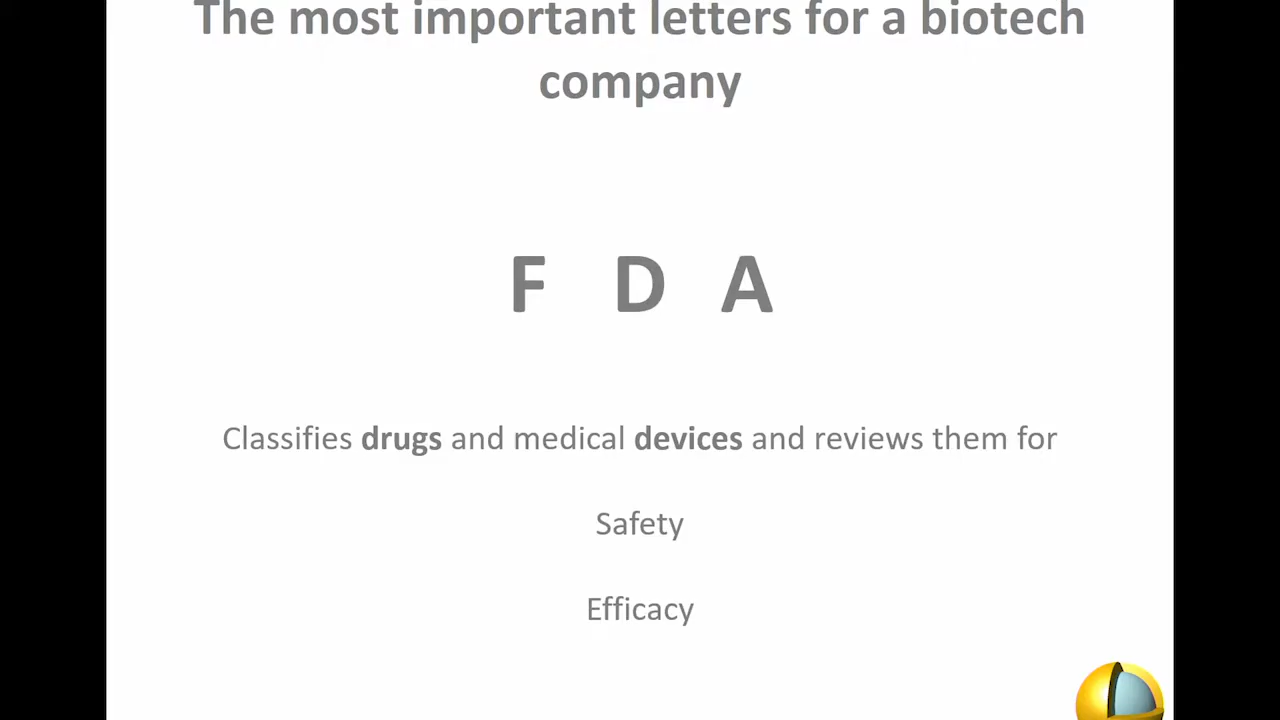 The most important letters for a biotech
company
F D A
Classifies drugs and medical devices and reviews them for
Safety
Efficacy